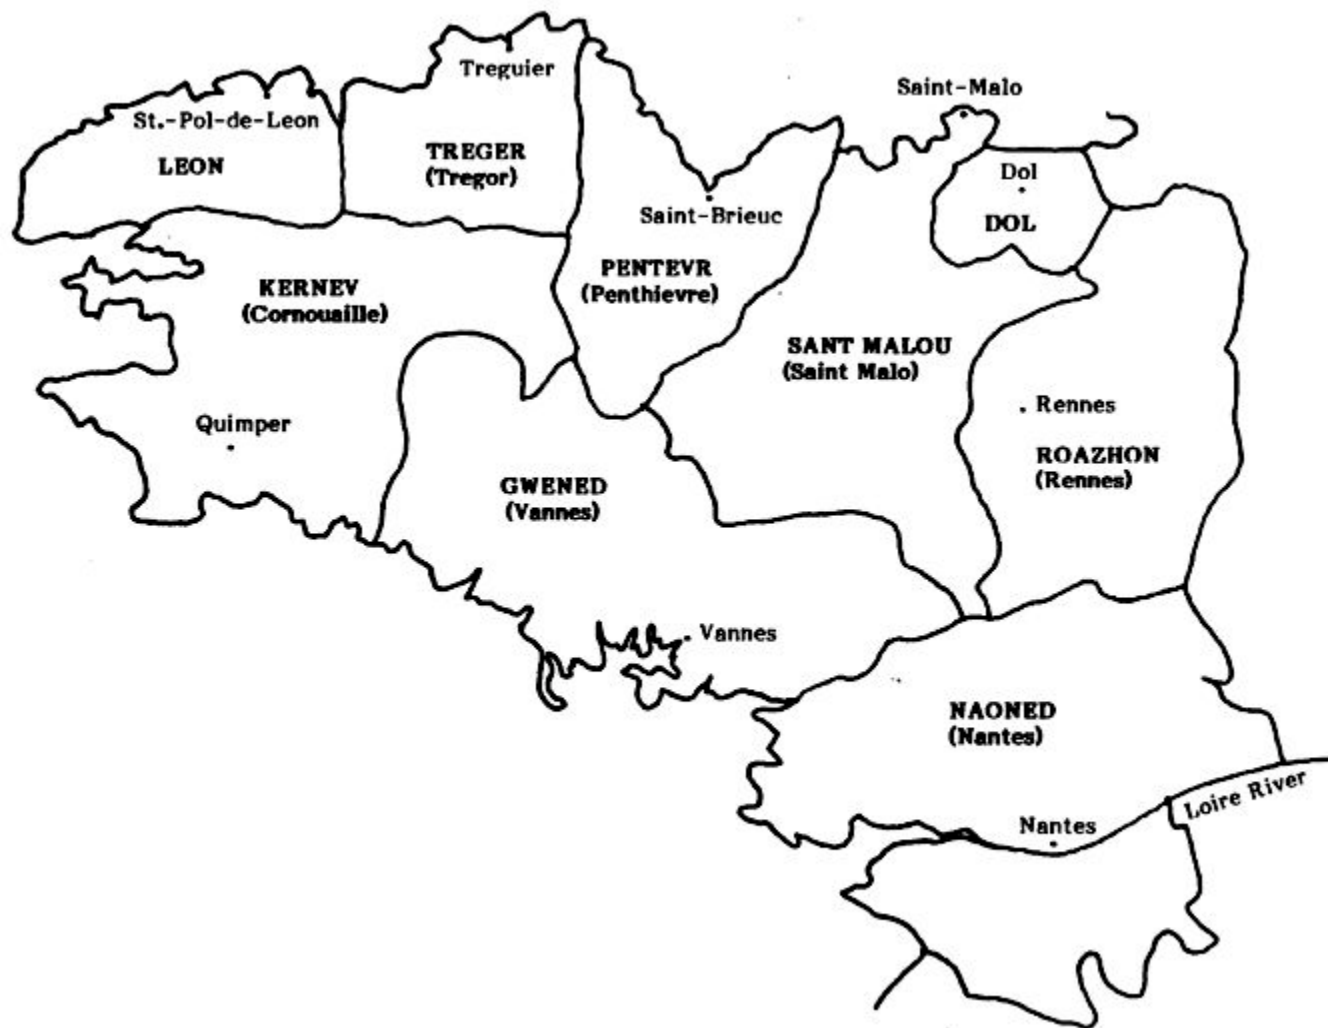 Treguier
Saint-Malo
St.-Pol-de-Leon
LEON
TREGER
(Tregor)
Dol
DOL
Saint-Brieuc
PENTEVR
(Penthievre)
KERNEV
(Cornouaille)
SANT MALOU
(Saint Malo)
Quimper
Rennes
ROAZHON
(Rennes)
GWENED
(Vannes)
Vannes
NAONED
(Nantes)
Loire River
Nantes